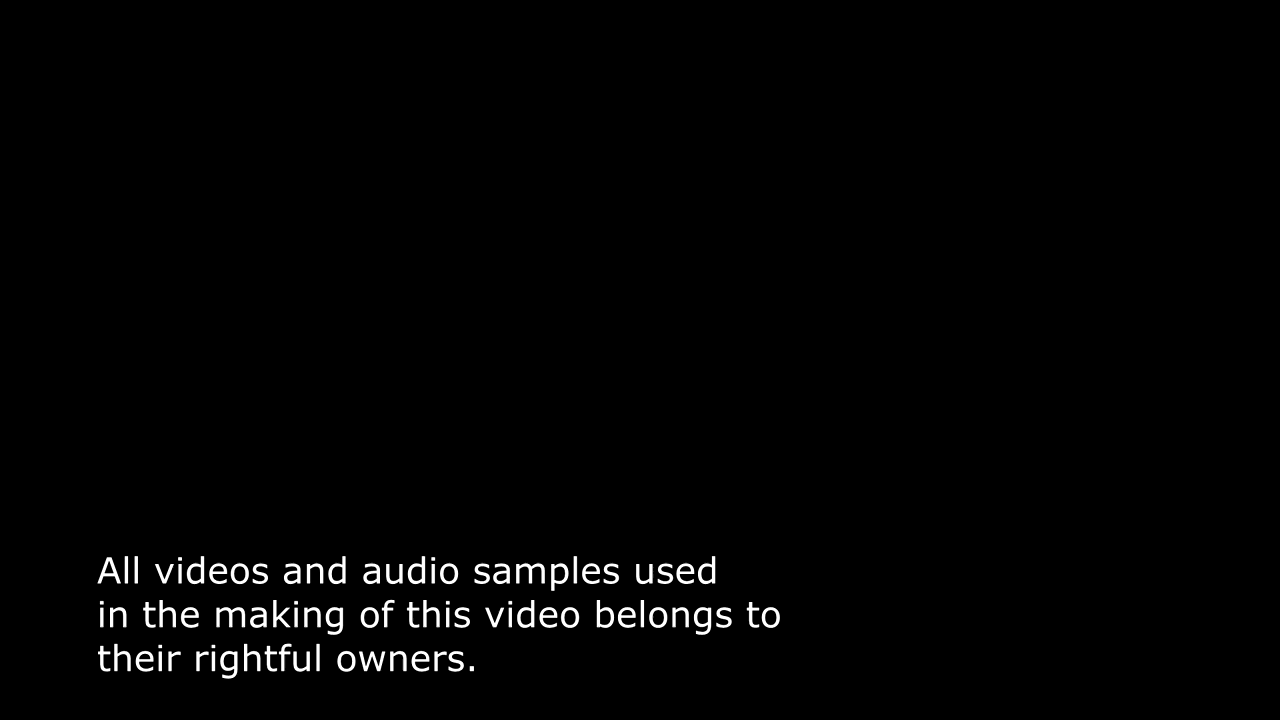 All videos and audio samples used
in the making of this video belongs to
their rightful owners.